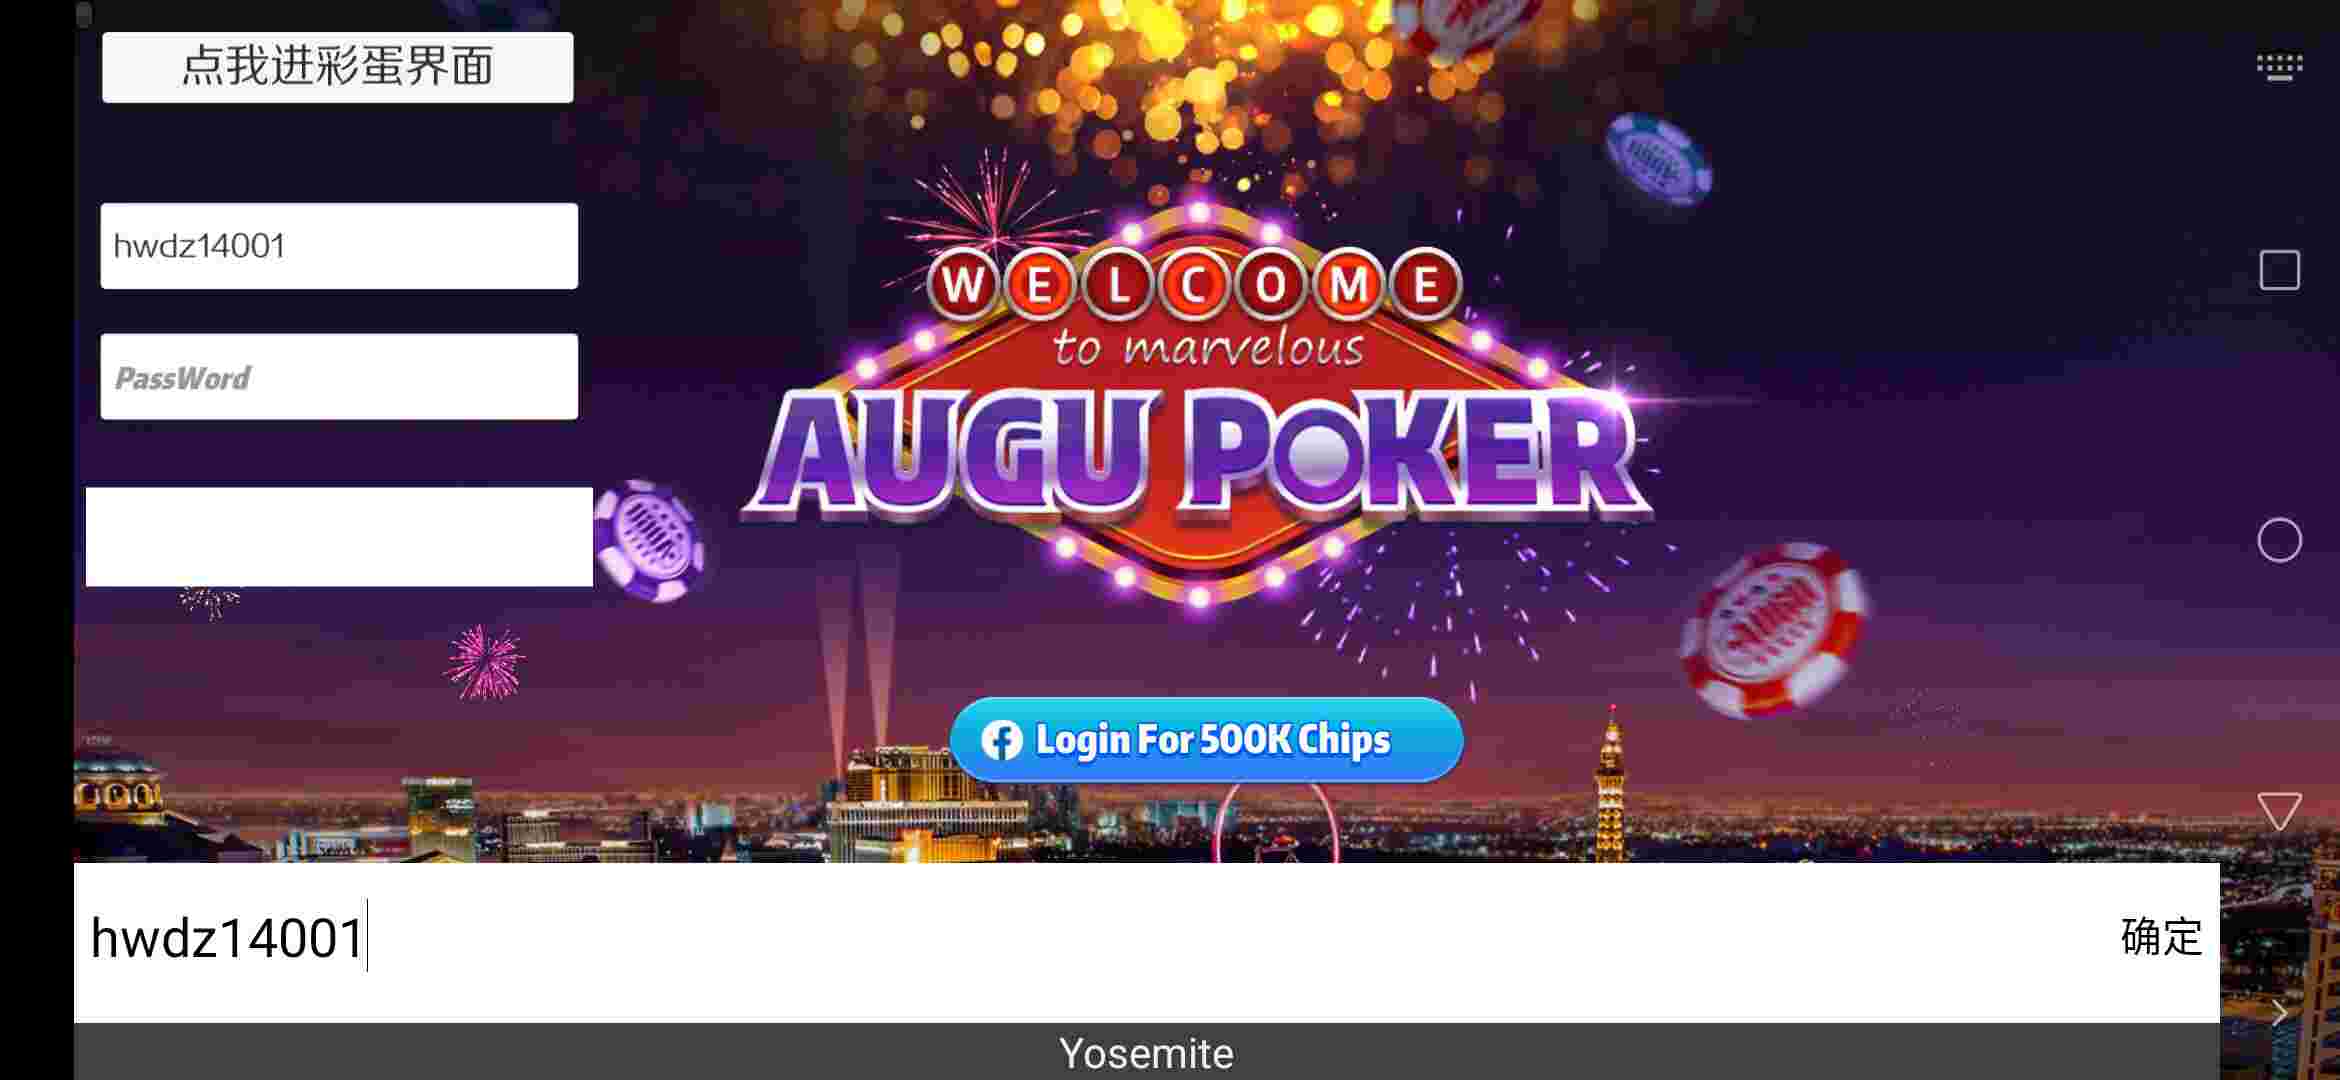 点我进彩蛋界面
hwdz14001
PassWord
WELCOME
to marvelous
AUGU POKER
Login For 500K Chips
hwdz14001
确定
Yosemite